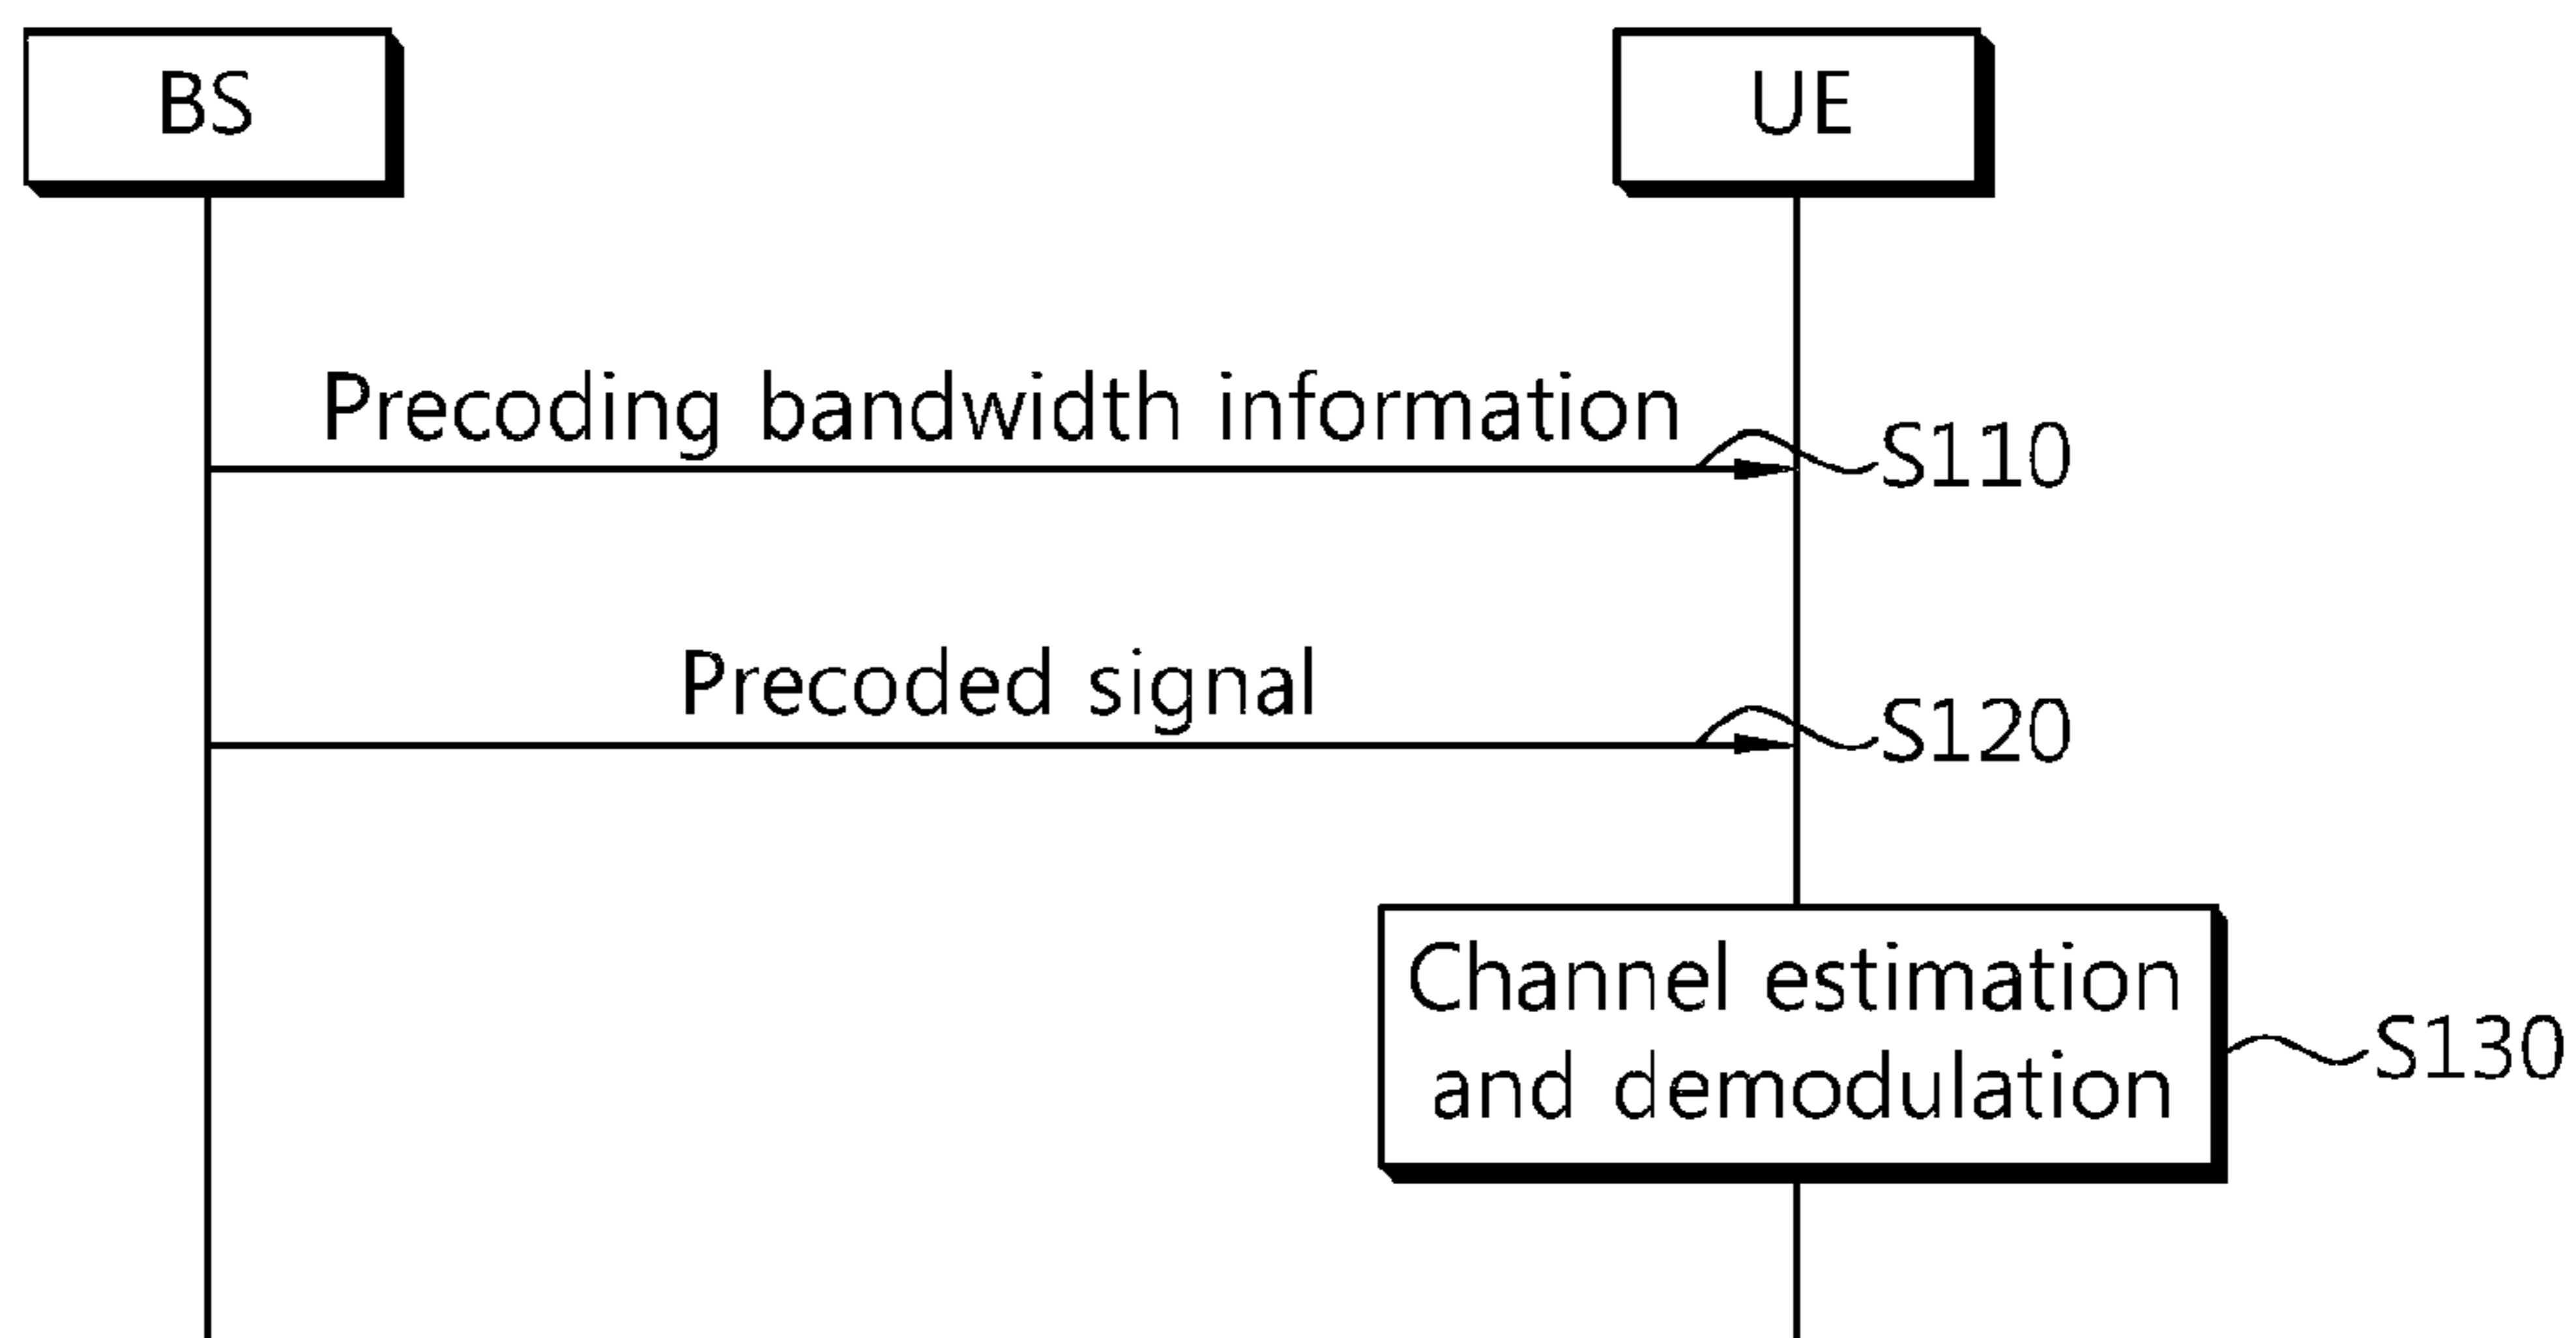 BS
UE
Precoding bandwidth information
S110
Precoded signal
S120
Channel estimation
and demodulation
S130